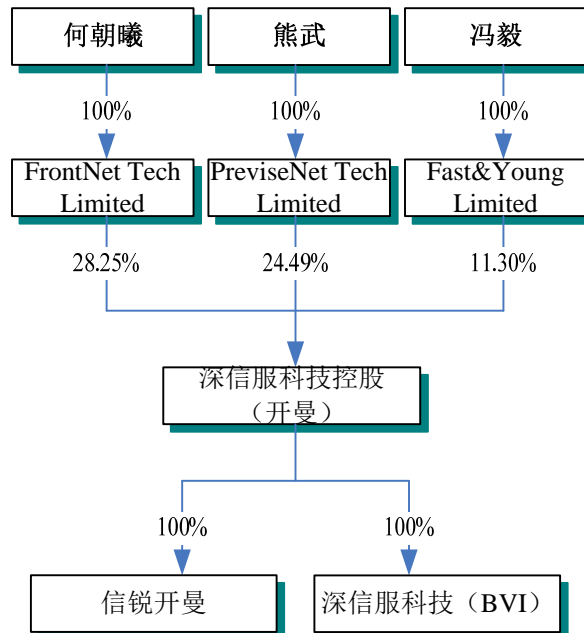 何朝曦
熊武
冯毅
100%
100%
100%
FrontNet Tech
Limited
PreviseNet Tech
Limited
Fast&Young
Limited
28.25%
24.49%
11.30%
深信服科技控股
（开曼）
100%
100%
信锐开曼
深信服科技（BVI）